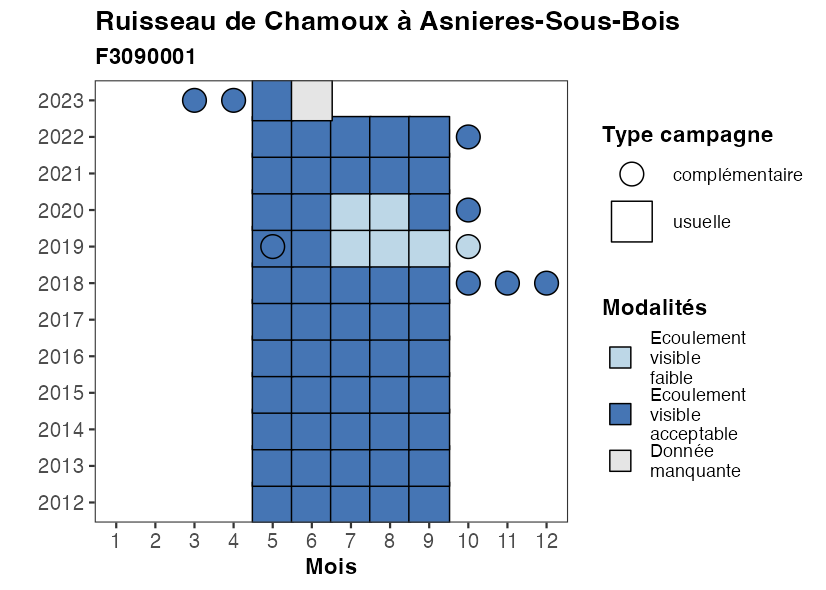 Ruisseau de Chamoux à Asnieres-Sous-Bois
F3090001
2023
2022
2021
2020
2019
2018
2017
2016
2015
2014
2013
2012
1 2 3 4 5 6 7 8 9 10 11 12
Mois
Type campagne
complémentaire
usuelle
Modalités
Ecoulement
visible
faible
Ecoulement
visible
acceptable
Donnée
manquante